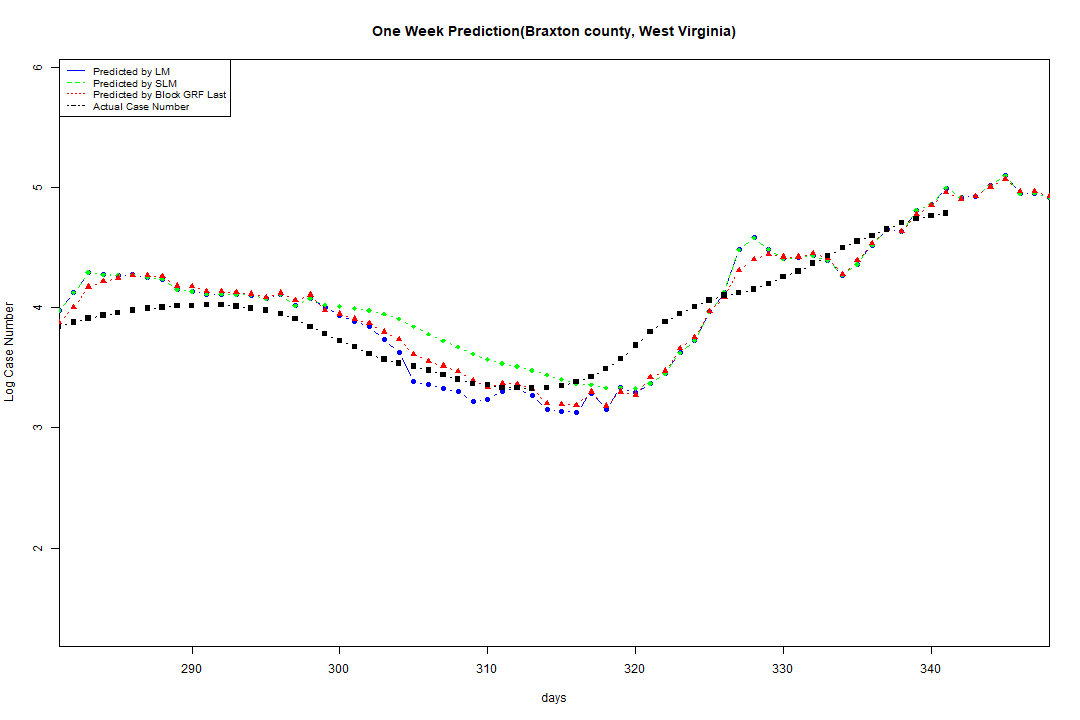 One Week Prediction(Braxton county, West Virginia)
Predicted by LM
Predicted by SLM
Predicted by Block GRF Last
Actual Case Number
6
5
4
3
2
Log Case Number
290 300 310 320 330 340
days